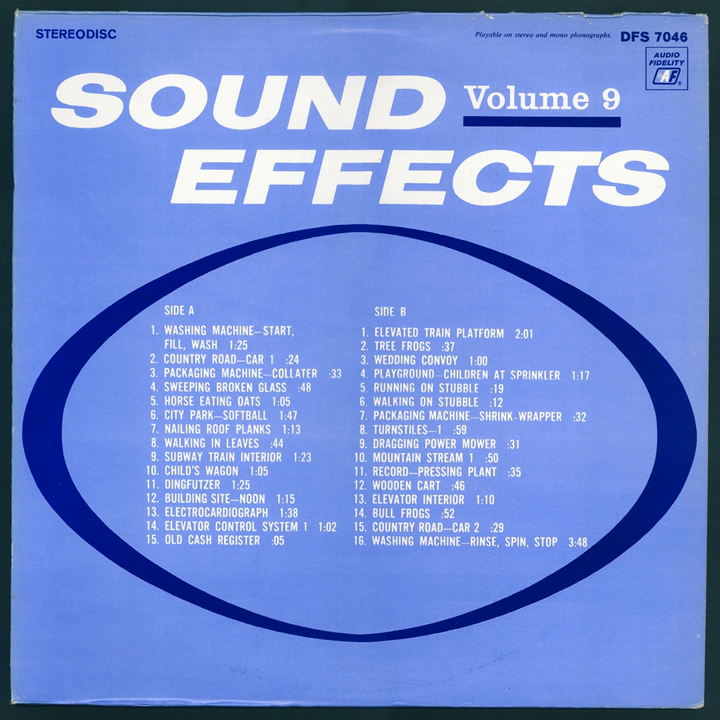 STEREODISC
Playable on stereo and mono phonographs.
DFS 7046
AUDIO
FIDELITY
AF
®
SOUND
Volume 9
EFFECTS
SIDE A
1. WASHING MACHINE—START,
FILL, WASH 1:25
2. COUNTRY ROAD—CAR 1 :24
3. PACKAGING MACHINE—COLLATER :33
4. SWEEPING BROKEN GLASS :48
5. HORSE EATING OATS 1:05
6. CITY PARK—SOFTBALL 1:47
7. NAILING ROOF PLANKS 1:13
8. WALKING IN LEAVES :44
9. SUBWAY TRAIN INTERIOR 1:23
10. CHILD'S WAGON 1:05
11. DINGFUTZER 1:25
12. BUILDING SITE—NOON 1:15
13. ELECTROCARDIOGRAPH 1:38
14. ELEVATOR CONTROL SYSTEM 1 1:02
15. OLD CASH REGISTER :05
SIDE B
1. ELEVATED TRAIN PLATFORM 2:01
2. TREE FROGS :37
3. WEDDING CONVOY 1:00
4. PLAYGROUND—CHILDREN AT SPRINKLER 1:17
5. RUNNING ON STUBBLE :19
6. WALKING ON STUBBLE :12
7. PACKAGING MACHINE—SHRINK-WRAPPER :32
8. TURNSTILES—1 :59
9. DRAGGING POWER MOWER :31
10. MOUNTAIN STREAM 1 :50
11. RECORD—PRESSING PLANT :35
12. WOODEN CART :46
13. ELEVATOR INTERIOR 1:10
14. BULL FROGS :52
15. COUNTRY ROAD—CAR 2 :29
16. WASHING MACHINE—RINSE, SPIN, STOP 3:48